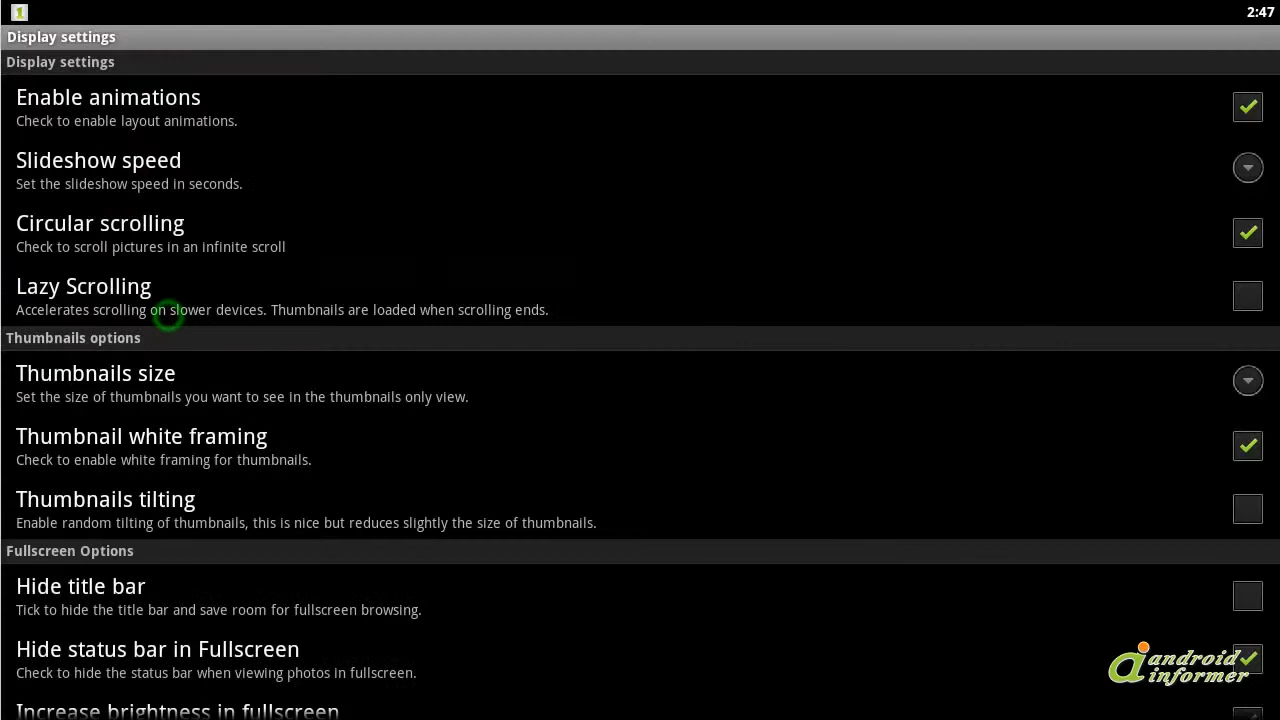 1
2:47
Display settings
Display settings
Enable animations
Check to enable layout animations.
Slideshow speed
Set the slideshow speed in seconds.
Circular scrolling
Check to scroll pictures in an infinite scroll
Lazy Scrolling
Accelerates scrolling on slower devices. Thumbnails are loaded when scrolling ends.
Thumbnails options
Thumbnails size
Set the size of thumbnails you want to see in the thumbnails only view.
Thumbnail white framing
Check to enable white framing for thumbnails.
Thumbnails tilting
Enable random tilting of thumbnails, this is nice but reduces slightly the size of thumbnails.
Fullscreen Options
Hide title bar
Tick to hide the title bar and save room for fullscreen browsing.
Hide status bar in Fullscreen
Check to hide the status bar when viewing photos in fullscreen.
android
informer
Increase brightness in fullscreen